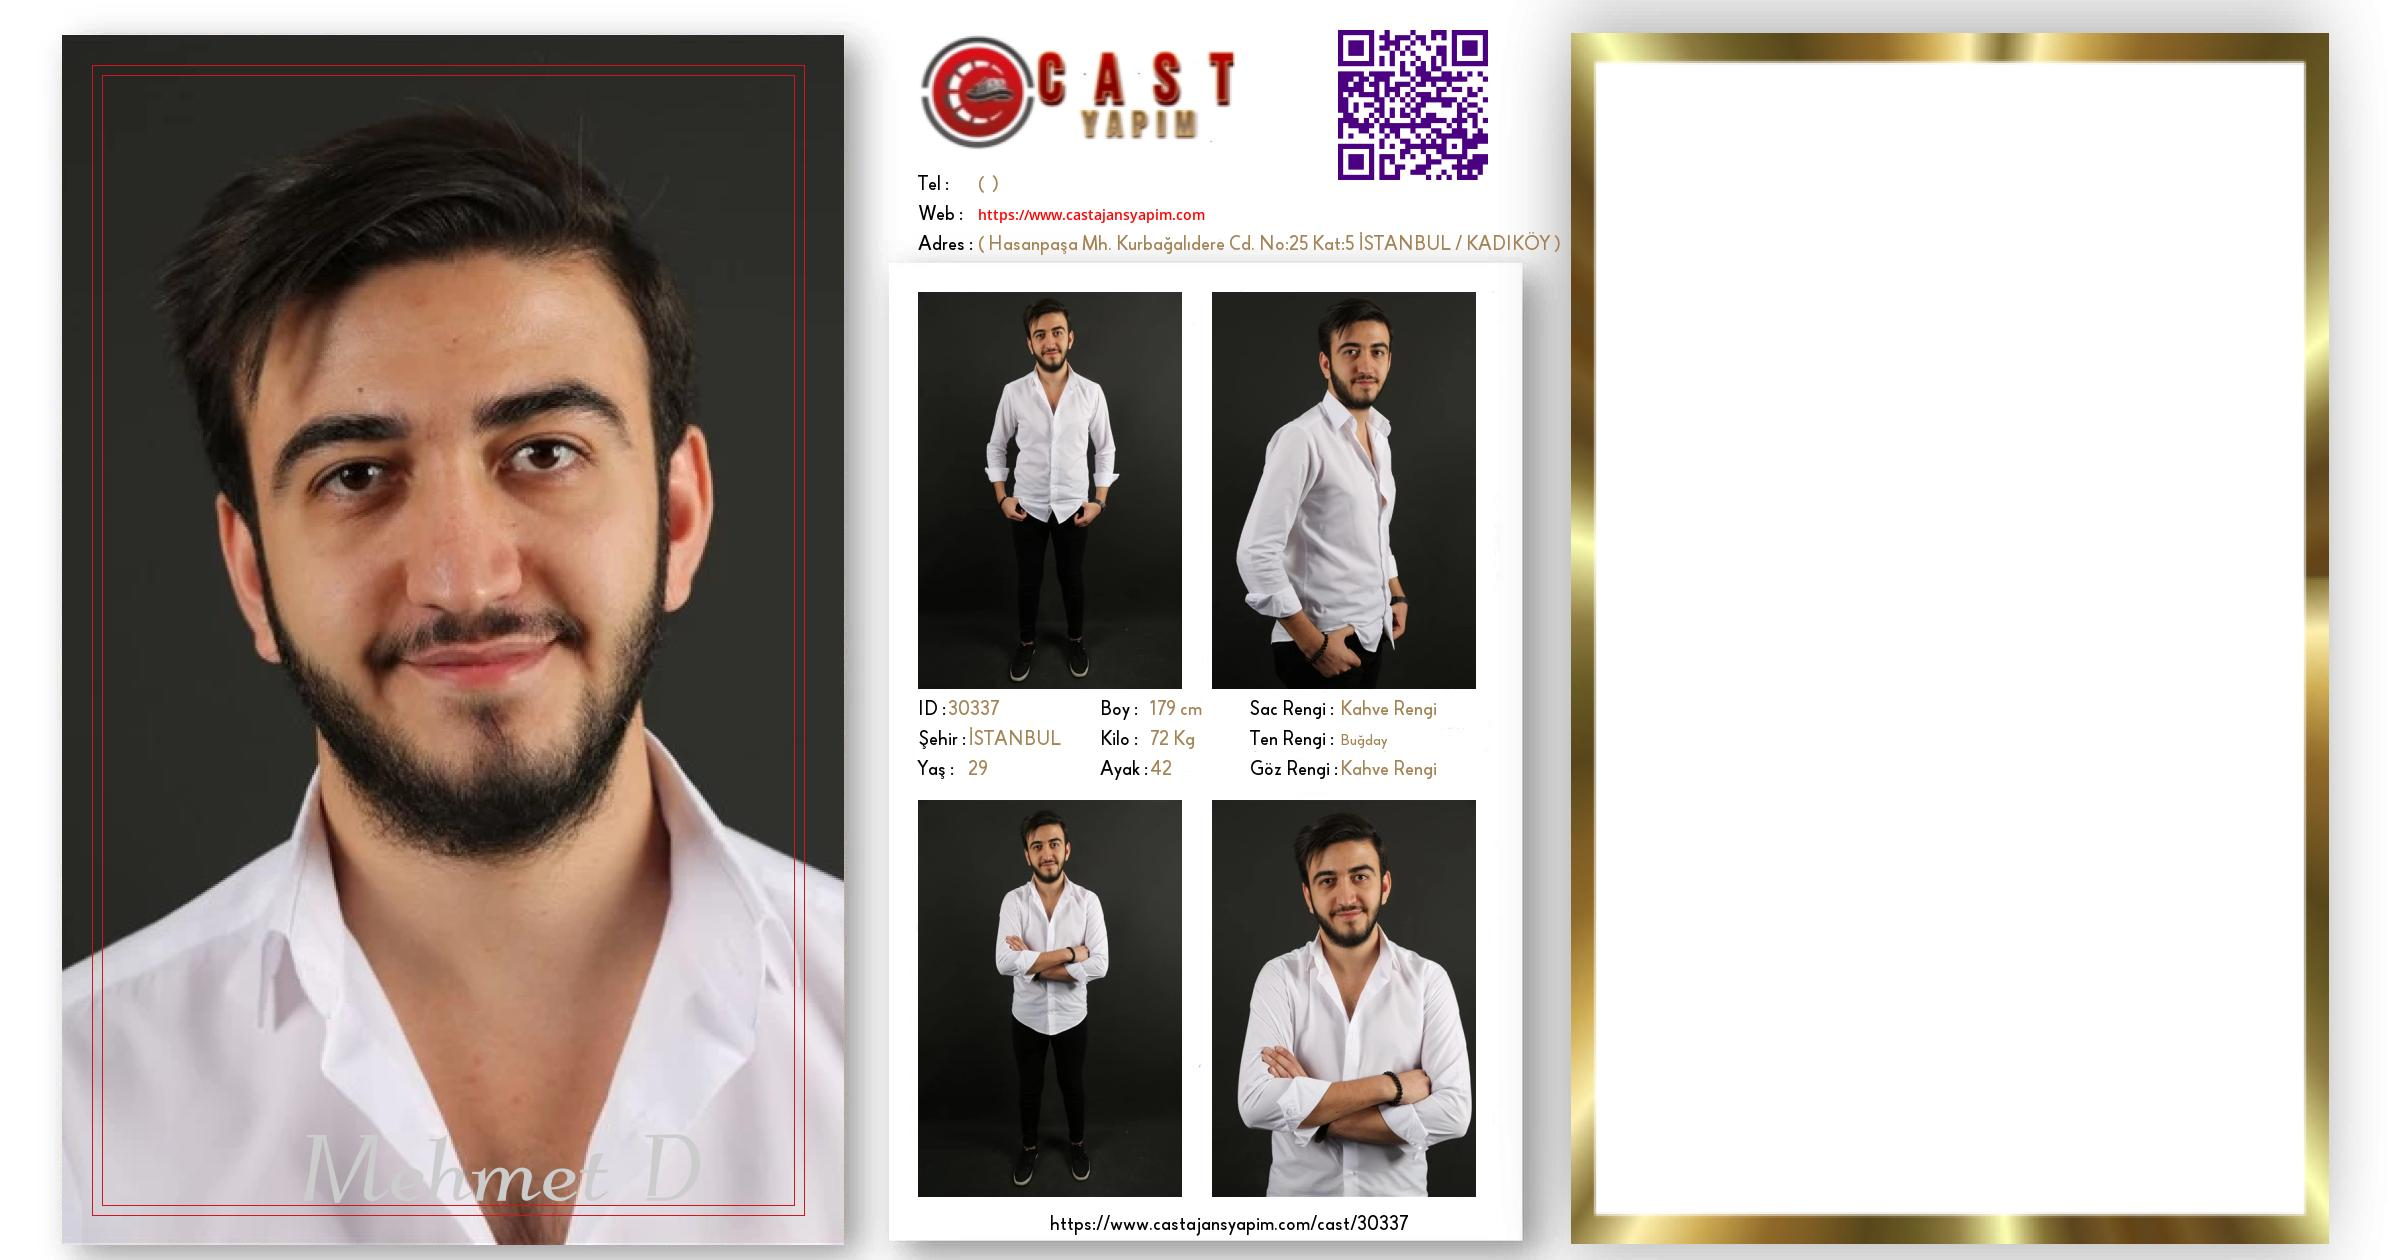 Mehmet D
CAST
YAPIM
Tel : ( )
Web : https://www.castajansyapim.com
Adres : ( Hasanpaşa Mh. Kurbağalıdere Cd. No:25 Kat:5 İSTANBUL / KADIKÖY )
ID : 30337 Boy : 179 cm Sac Rengi : Kahve Rengi
Şehir : İSTANBUL Kilo : 72 Kg Ten Rengi : Buğday
Yaş : 29 Ayak : 42 Göz Rengi : Kahve Rengi
https://www.castajansyapim.com/cast/30337